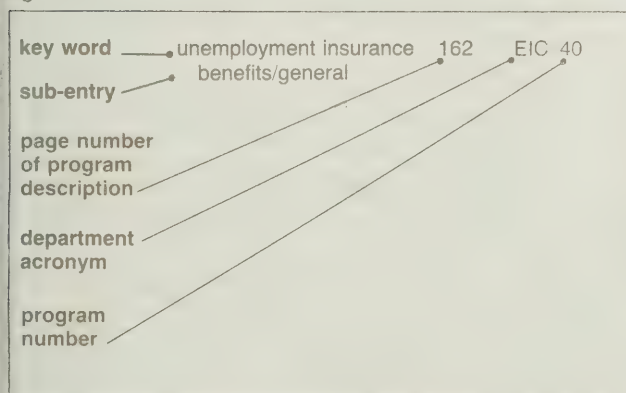 key word unemployment insurance 162 EIC 40
benefits/general
sub-entry
page number
of program
description
department
acronym
program
number